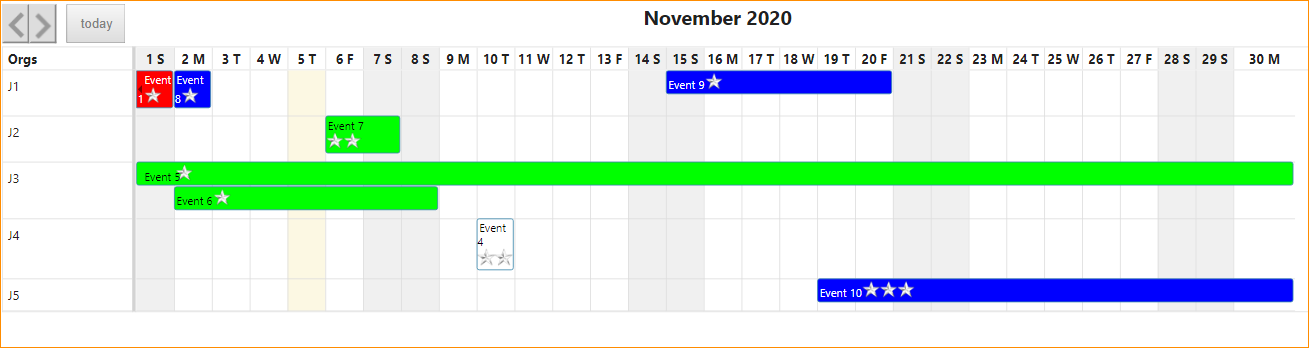 today
November 2020
Orgs 1 S 2 M 3 T 4 W 5 T 6 F 7 S 8 S 9 M 10 T 11 W 12 T 13 F 14 S 15 S 16 M 17 T 18 W 19 T 20 F 21 S 22 S 23 M 24 T 25 W 26 T 27 F 28 S 29 S 30 M
J1
Event
1
Event
8
Event 9
J2
Event 7
J3
Event 5
Event 6
J4
Event
4
J5
Event 10